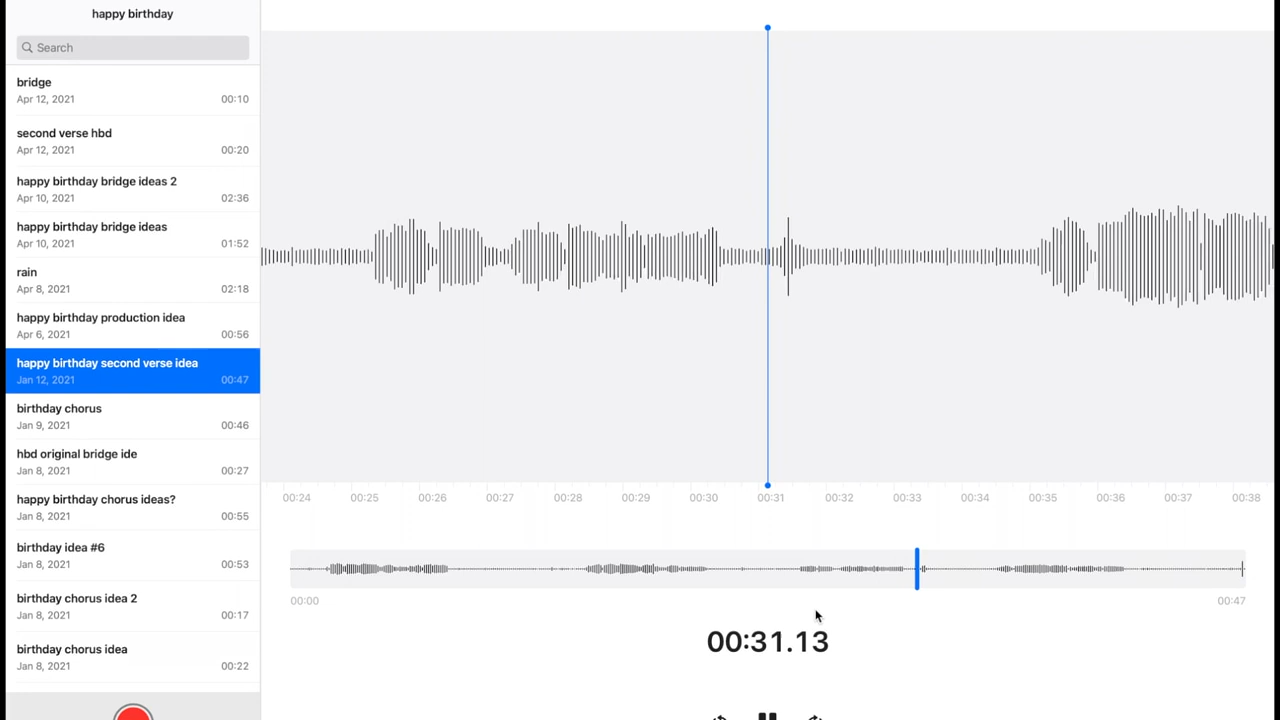 happy birthday
Search
bridge
Apr 12, 2021 00:10
second verse hbd
Apr 12, 2021 00:20
happy birthday bridge ideas 2
Apr 10, 2021 02:36
happy birthday bridge ideas
Apr 10, 2021 01:52
rain
Apr 8, 2021 02:18
happy birthday production idea
Apr 6, 2021 00:56
happy birthday second verse idea
Jan 12, 2021 00:47
birthday chorus
Jan 9, 2021 00:46
hbd original bridge ide
Jan 8, 2021 00:27
happy birthday chorus ideas?
Jan 8, 2021 00:55
birthday idea #6
Jan 8, 2021 00:53
birthday chorus idea 2
Jan 8, 2021 00:17
birthday chorus idea
Jan 8, 2021 00:22
00:24 00:25 00:26 00:27 00:28 00:29 00:30 00:31 00:32 00:33 00:34 00:35 00:36 00:37 00:38
00:00 00:47
00:31.13